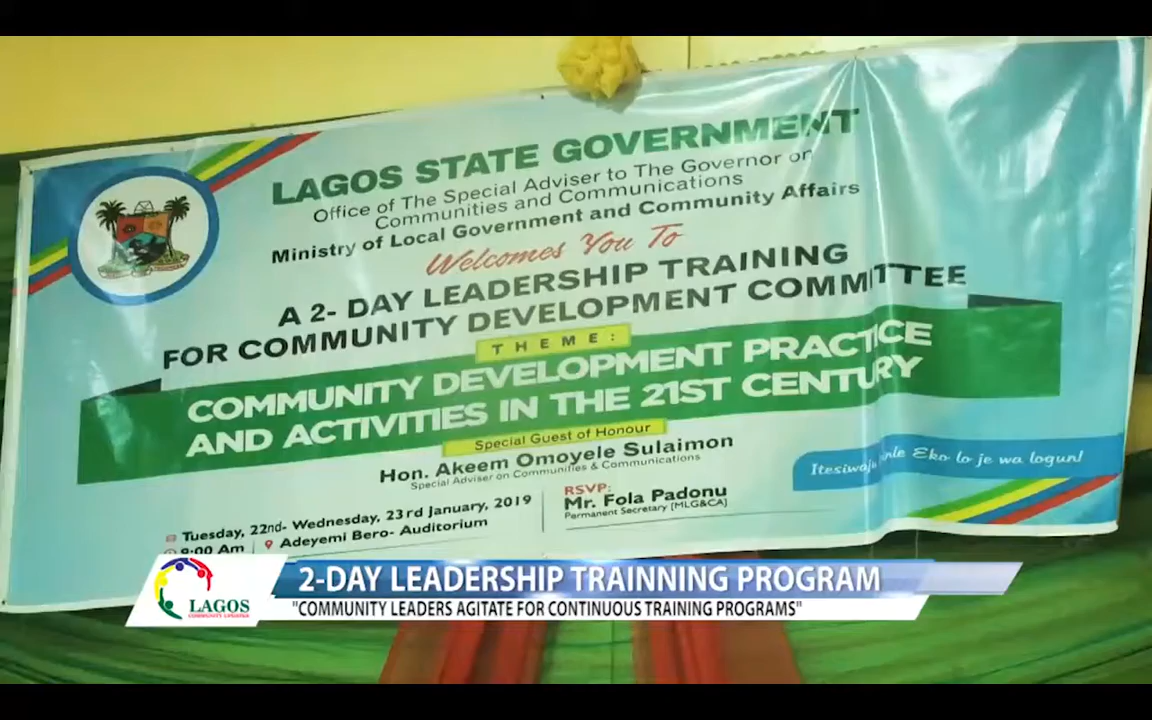 LAGOS STATE GOVERNMENT
Office of The Special Adviser to The Governor on
Communities and Communications
Ministry of Local Government and Community Affairs
Welcomes You To
A 2- DAY LEADERSHIP TRAINING
FOR COMMUNITY DEVELOPMENT COMMITTEE
THEME:
COMMUNITY DEVELOPMENT PRACTICE
AND ACTIVITIES IN THE 21ST CENTURY
Special Guest of Honour
Hon. Akeem Omoyele Sulaimon
Special Adviser on Communities & Communications
Itesiwaju Eko lo je wa logun!
Tuesday, 22nd- Wednesday, 23rd January, 2019
9:00 Am
Adeyemi Bero- Auditorium
RSVP:
Mr. Fola Padonu
Permanent Secretary (MLG&CA)
LAGOS
COMMUNITY UPDATES
2-DAY LEADERSHIP TRAINNING PROGRAM
"COMMUNITY LEADERS AGITATE FOR CONTINUOUS TRAINING PROGRAMS"